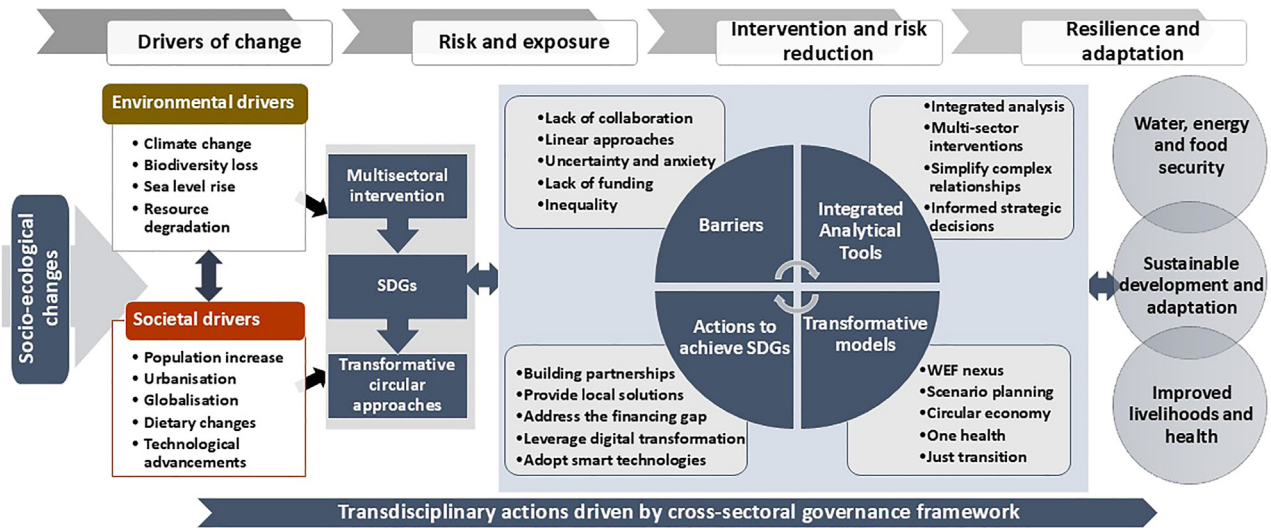 Drivers of change
Risk and exposure
Intervention and risk
reduction
Resilience and
adaptation
Socio-ecological
changes
Environmental drivers
• Climate change
• Biodiversity loss
• Sea level rise
• Resource
degradation
Societal drivers
• Population increase
• Urbanisation
• Globalisation
• Dietary changes
• Technological
advancements
Multisectoral
intervention
SDGs
Transformative
circular
approaches
•Lack of collaboration
•Linear approaches
•Uncertainty and anxiety
•Lack of funding
•Inequality
•Integrated analysis
•Multi-sector
interventions
•Simplify complex
relationships
•Informed strategic
decisions
Barriers
Integrated
Analytical
Tools
Actions to
achieve SDGs
Transformative
models
•Building partnerships
•Provide local solutions
•Address the financing gap
•Leverage digital transformation
•Adopt smart technologies
•WEF nexus
•Scenario planning
•Circular economy
•One health
•Just transition
Water, energy
and food
security
Sustainable
development and
adaptation
Improved
livelihoods and
health
Transdisciplinary actions driven by cross-sectoral governance framework